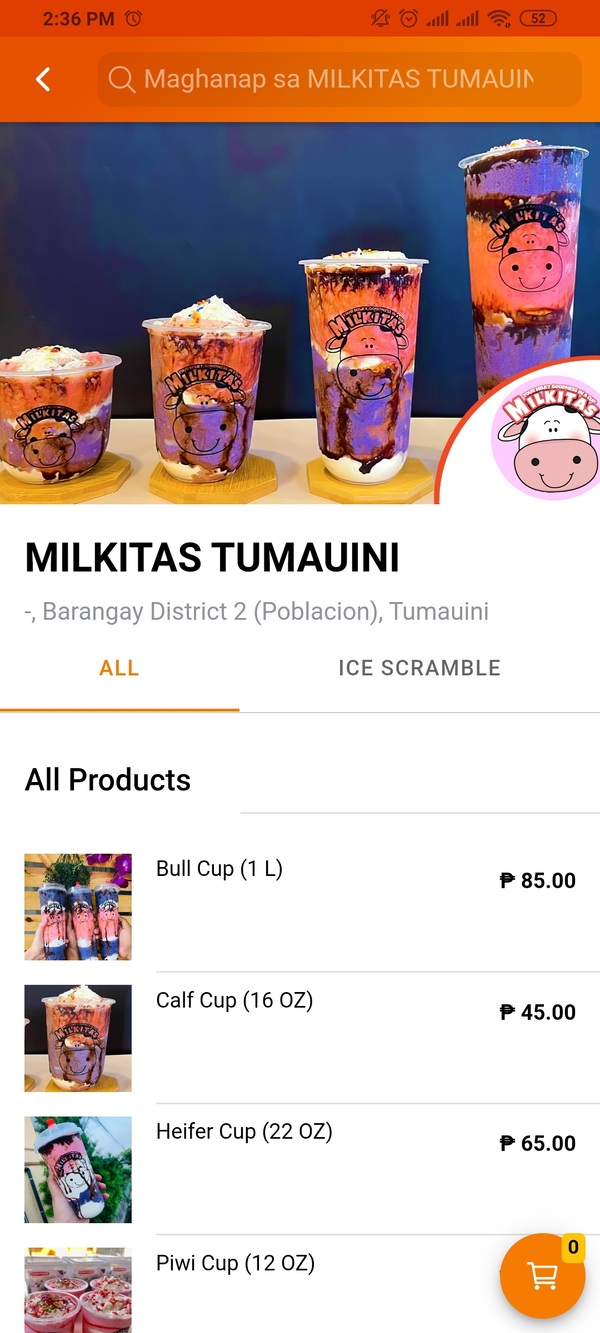 2:36 PM
52
Maghanap sa MILKITAS TUMAUIN
MILKITAS
MILKITAS
MILKITAS
MILKITAS
MILKITAS
MILKITAS TUMAUINI
-, Barangay District 2 (Poblacion), Tumauini
ALL
ICE SCRAMBLE
All Products
Bull Cup (1 L)
₱ 85.00
Calf Cup (16 OZ)
₱ 45.00
MILKITAS
Heifer Cup (22 OZ)
₱ 65.00
Piwi Cup (12 OZ)
0